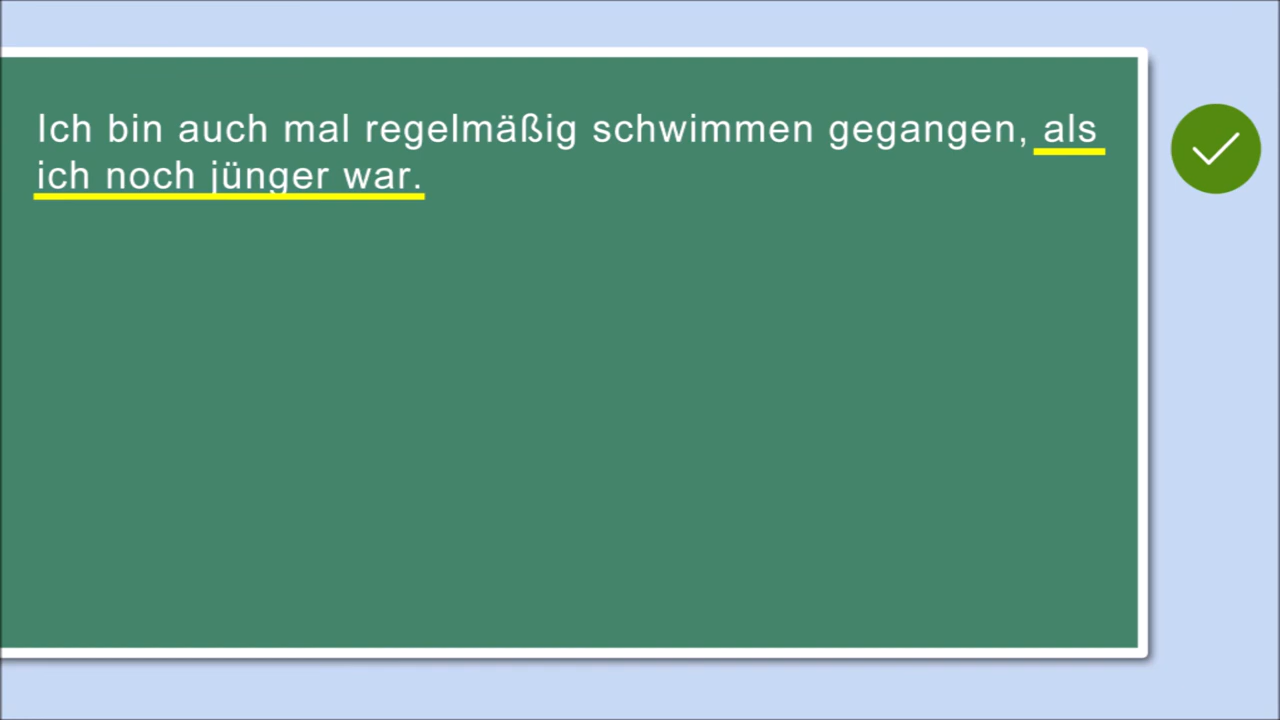 Ich bin auch mal regelmäßig schwimmen gegangen, als
ich noch jünger war.